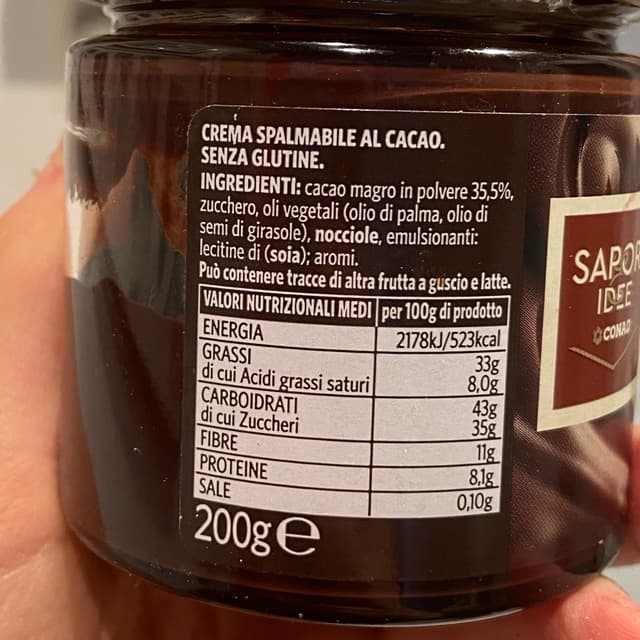 CREMA SPALMABILE AL CACAO.
SENZA GLUTINE.
INGREDIENTI: cacao magro in polvere 35,5%,
zucchero, oli vegetali (olio di palma, olio di
semi di girasole), nocciole, emulsionanti:
lecitine di (soia); aromi.
Può contenere tracce di altra frutta a guscio e latte.
VALORI NUTRIZIONALI MEDI per 100g di prodotto
ENERGIA 2178kJ/523kcal
GRASSI 33g
di cui Acidi grassi saturi 8,0g
CARBOIDRATI 43g
di cui Zuccheri 35g
FIBRE 11g
PROTEINE 8,1g
SALE 0,10g
200g e
SAPOR
IDEE
CONAD